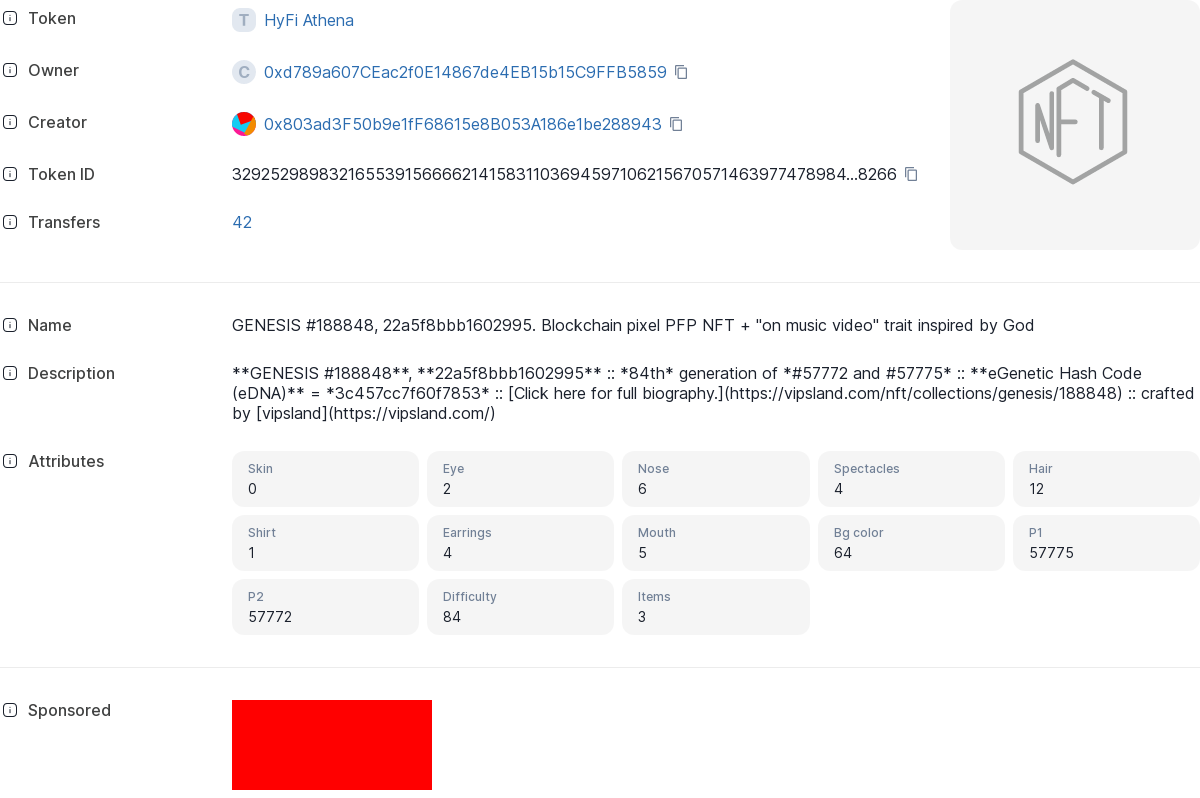 Token
T HyFi Athena
Owner
C 0xd789a607CEac2f0E14867de4EB15b15C9FFB5859
Creator
0x803ad3F50b9e1fF68615e8B053A186e1be288943
Token ID
32925298983216553915666621415831103694597106215670571463977478984...8266
Transfers
42
NFT
Name
GENESIS #188848, 22a5f8bbb1602995. Blockchain pixel PFP NFT + "on music video" trait inspired by God
Description
**GENESIS #188848**, **22a5f8bbb1602995** :: *84th* generation of *#57772 and #57775* :: **eGenetic Hash Code
(eDNA)** = *3c457cc7f60f7853* :: [Click here for full biography.](https://vipsland.com/nft/collections/genesis/188848) :: crafted
by [vipsland](https://vipsland.com/)
Attributes
Skin
0
Eye
2
Nose
6
Spectacles
4
Hair
12
Shirt
1
Earrings
4
Mouth
5
Bg color
64
P1
57775
P2
57772
Difficulty
84
Items
3
Sponsored